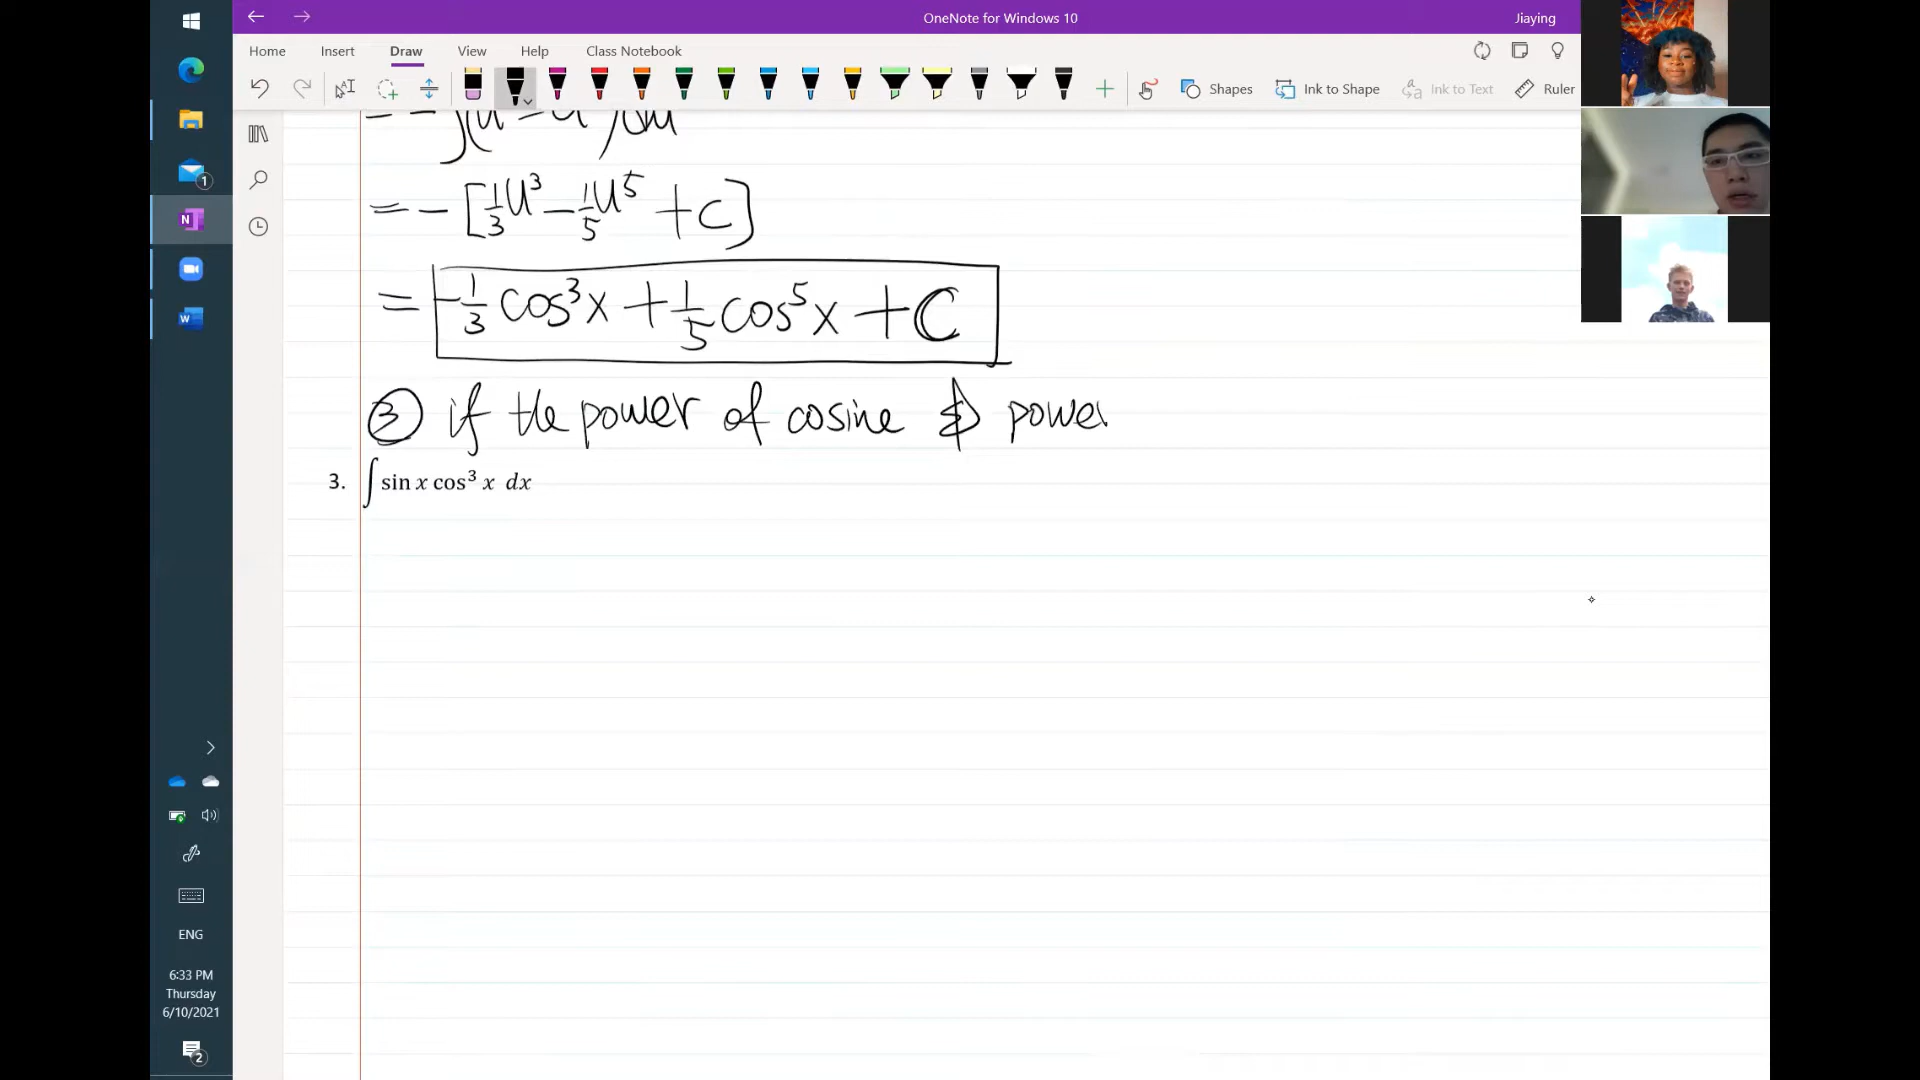 OneNote for Windows 10
Jiaying
Home Insert Draw View Help Class Notebook
Shapes Ink to Shape Ink to Text Ruler
= - [1/3 u³ - 1/5 u⁵ + C]
= -1/3 cos³x + 1/5 cos⁵x + C
③ if the power of cosine & power
3. ∫ sin x cos³ x dx
1
N
W
ENG
6:33 PM
Thursday
6/10/2021
2